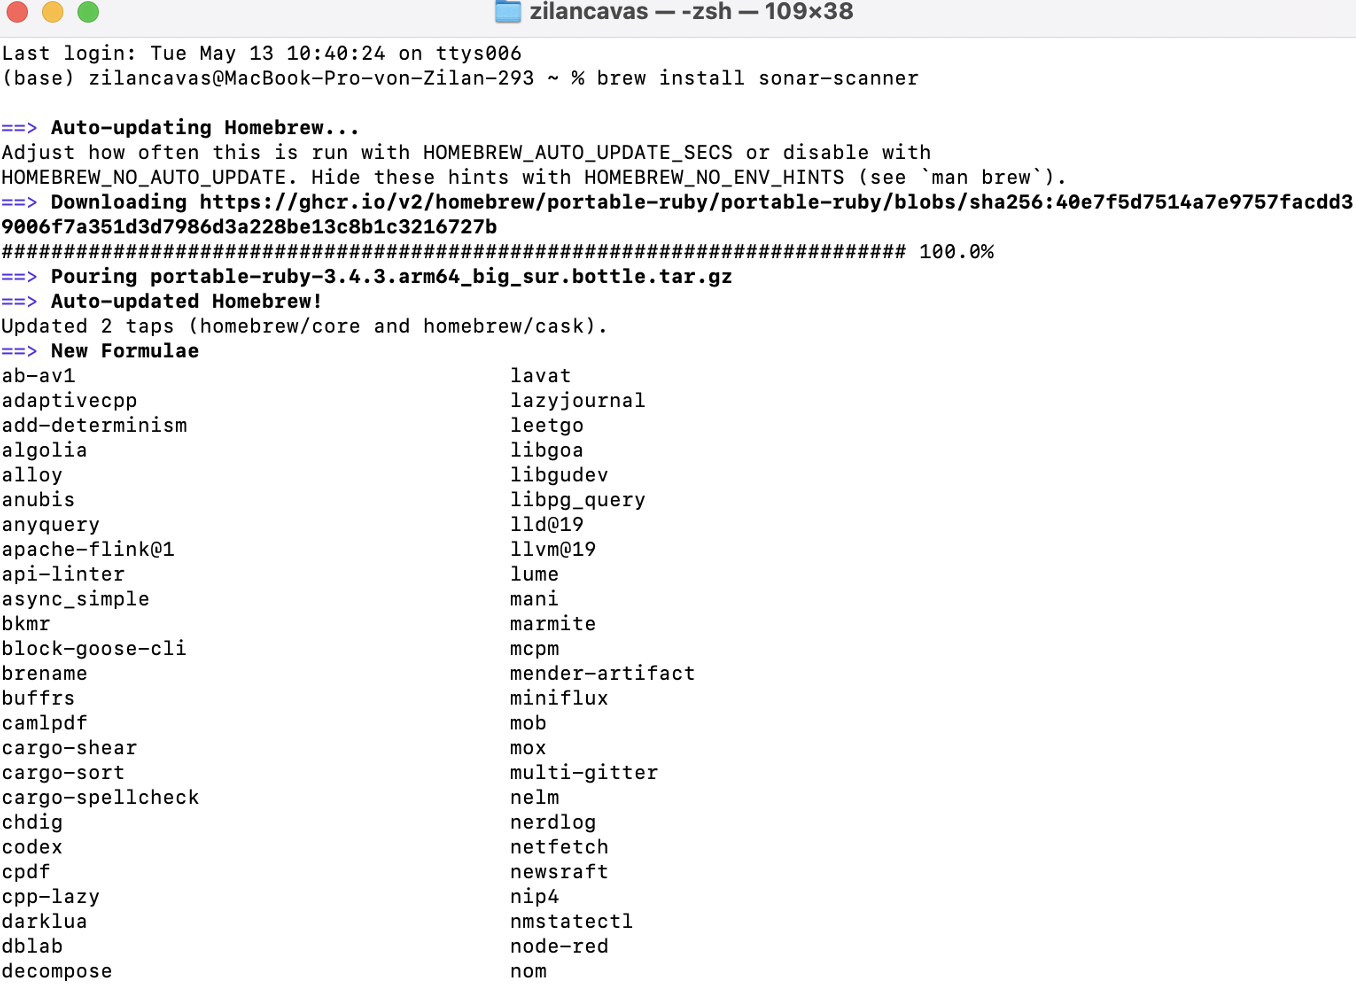 zilancavas — -zsh — 109×38
Last login: Tue May 13 10:40:24 on ttys006
(base) zilancavas@MacBook-Pro-von-Zilan-293 ~ % brew install sonar-scanner
==> Auto-updating Homebrew...
Adjust how often this is run with HOMEBREW_AUTO_UPDATE_SECS or disable with
HOMEBREW_NO_AUTO_UPDATE. Hide these hints with HOMEBREW_NO_ENV_HINTS (see `man brew`).
==> Downloading https://ghcr.io/v2/homebrew/portable-ruby/portable-ruby/blobs/sha256:40e7f5d7514a7e9757facdd3
9006f7a351d3d7986d3a228be13c8b1c3216727b
######################################################################### 100.0%
==> Pouring portable-ruby-3.4.3.arm64_big_sur.bottle.tar.gz
==> Auto-updated Homebrew!
Updated 2 taps (homebrew/core and homebrew/cask).
==> New Formulae
ab-av1 lavat
adaptivecpp lazyjournal
add-determinism leetgo
algolia libgoa
alloy libgudev
anubis libpg_query
anyquery lld@19
apache-flink@1 llvm@19
api-linter lume
async_simple mani
bkmr marmite
block-goose-cli mcpm
brename mender-artifact
buffrs miniflux
camlpdf mob
cargo-shear mox
cargo-sort multi-gitter
cargo-spellcheck nelm
chdig nerdlog
codex netfetch
cpdf newsraft
cpp-lazy nip4
darklua nmstatectl
dblab node-red
decompose nom